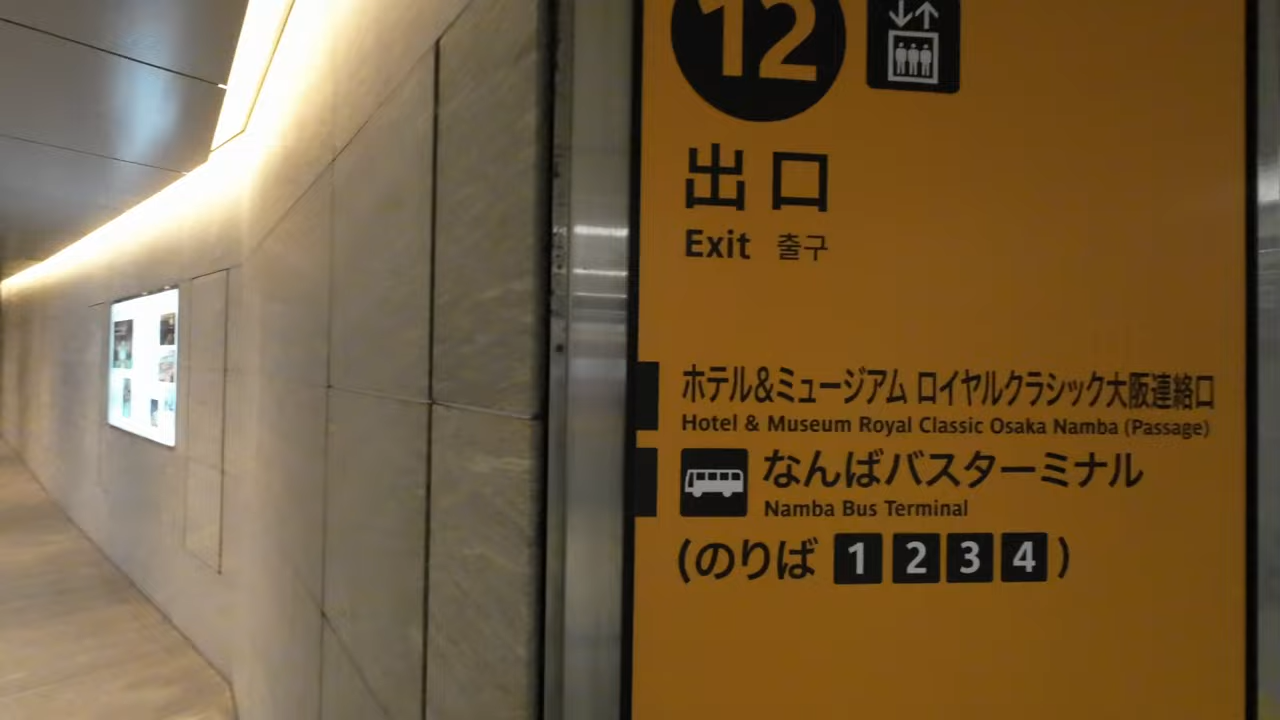 12
出口
Exit 출구
ホテル&ミュージアム ロイヤルクラシック大阪連絡口
Hotel & Museum Royal Classic Osaka Namba (Passage)
なんばバスターミナル
Namba Bus Terminal
(のりば 1 2 3 4)